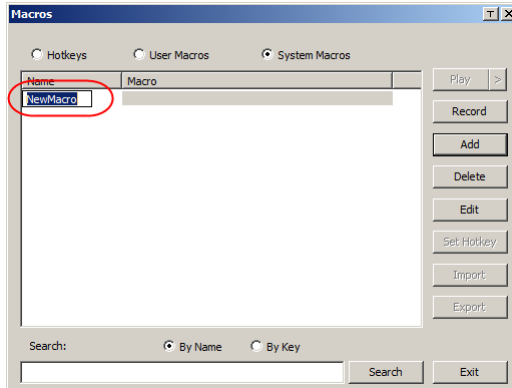 Macros
Hotkeys User Macros System Macros
Name Macro
NewMacro
Play >
Record
Add
Delete
Edit
Set Hotkey
Import
Export
Search: By Name By Key
Search Exit